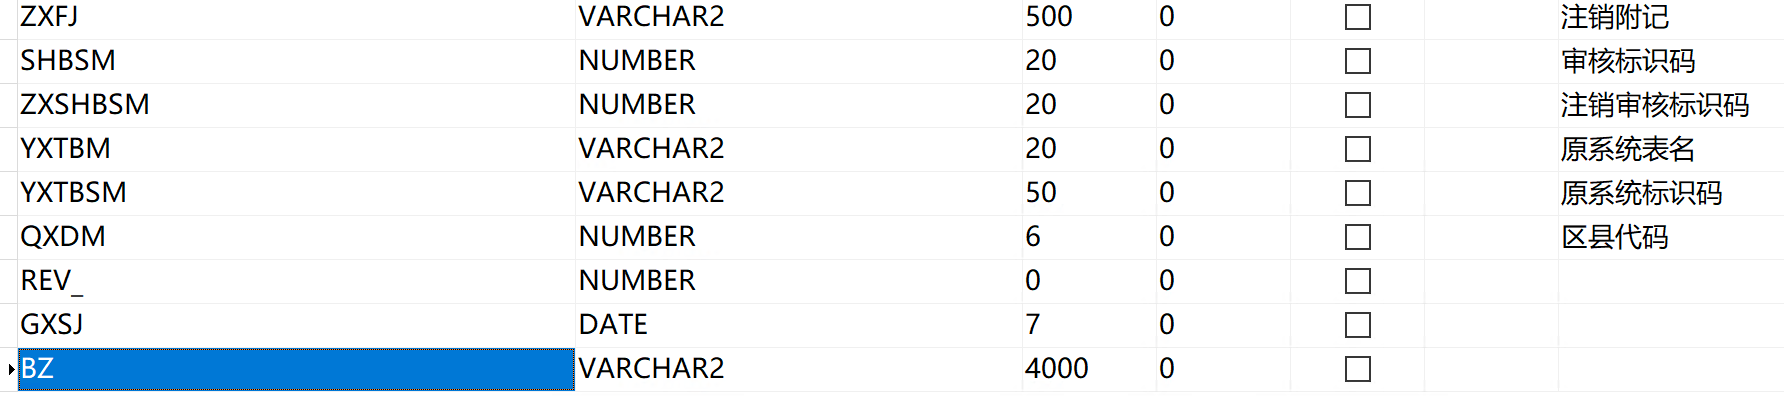 ZXFJ VARCHAR2 500 0 注销附记
SHBSM NUMBER 20 0 审核标识码
ZXSHBSM NUMBER 20 0 注销审核标识码
YXTBM VARCHAR2 20 0 原系统表名
YXTBSM VARCHAR2 50 0 原系统标识码
QXDM NUMBER 6 0 区县代码
REV_ NUMBER 0 0
GXSJ DATE 7 0
BZ VARCHAR2 4000 0